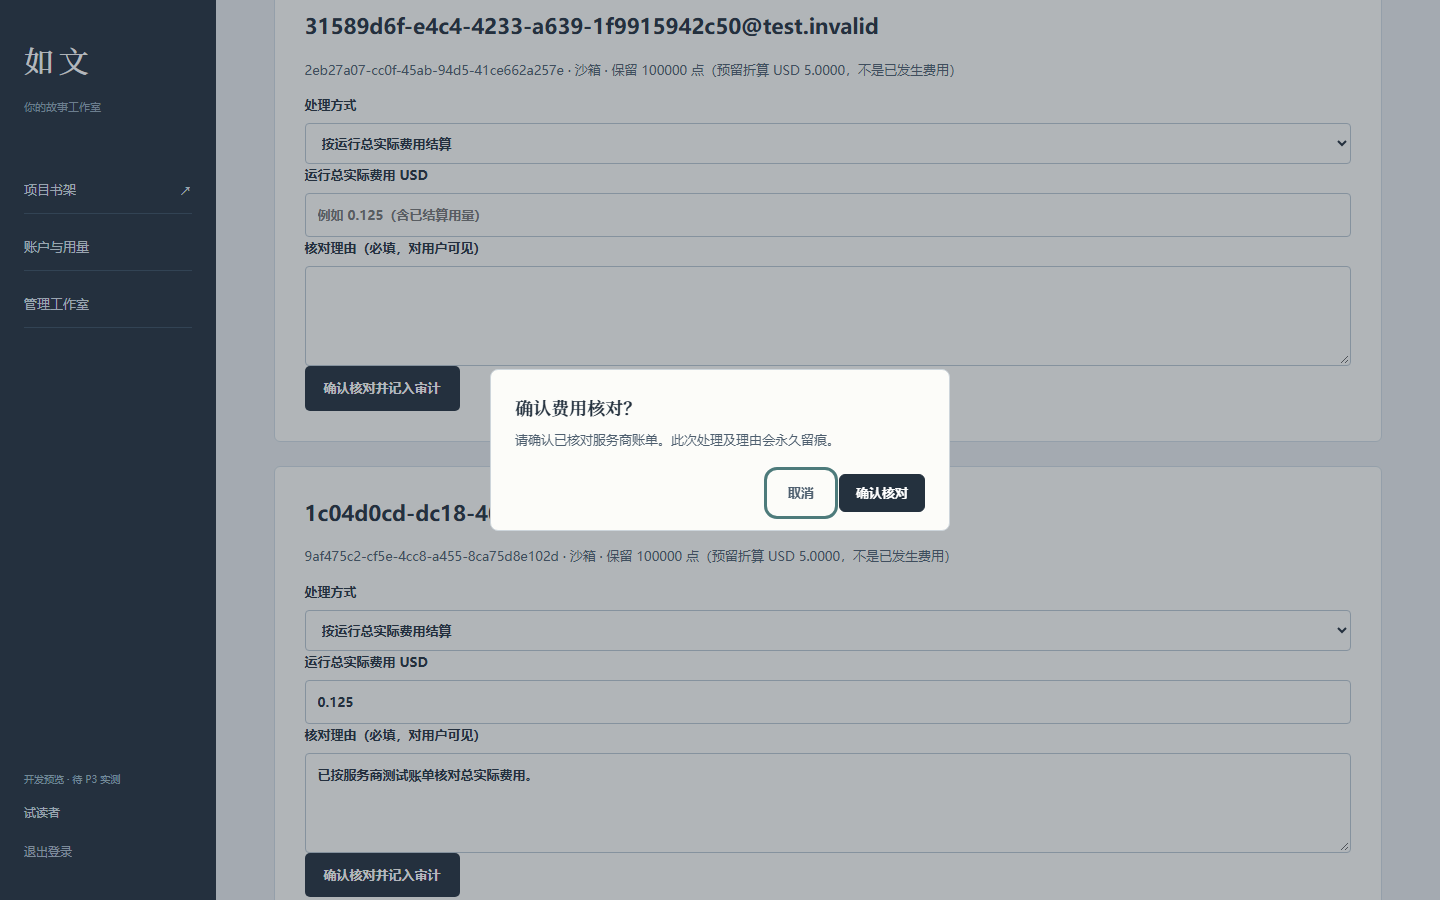 如文
你的故事工作室
项目书架 ↗
账户与用量
管理工作室
开发预览 · 待 P3 实测
试读者
退出登录
31589d6f-e4c4-4233-a639-1f9915942c50@test.invalid
2eb27a07-cc0f-45ab-94d5-41ce662a257e · 沙箱 · 保留 100000 点（预留折算 USD 5.0000，不是已发生费用）
处理方式
按运行总实际费用结算
运行总实际费用 USD
例如 0.125（含已结算用量）
核对理由（必填，对用户可见）
确认核对并记入审计
确认费用核对？
请确认已核对服务商账单。此次处理及理由会永久留痕。
取消
确认核对
1c04d0cd-dc18-4
9af475c2-cf5e-4cc8-a455-8ca75d8e102d · 沙箱 · 保留 100000 点（预留折算 USD 5.0000，不是已发生费用）
处理方式
按运行总实际费用结算
运行总实际费用 USD
0.125
核对理由（必填，对用户可见）
已按服务商测试账单核对总实际费用。
确认核对并记入审计